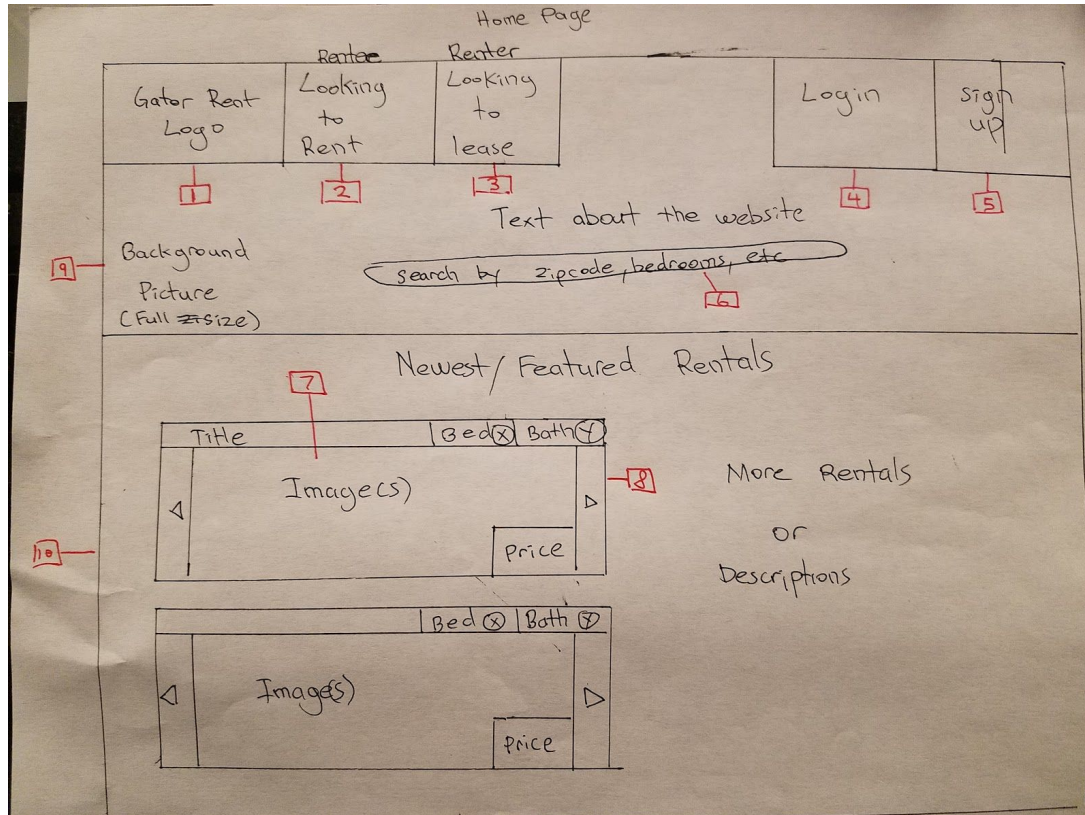 Home Page
Rentee
Renter
Gator Rent
Logo
Looking
to
Rent
Looking
to
lease
Login
Sign
up
1
2
3
4
5
Text about the website
9
Background
Picture
(Full size)
search by zipcode, bedrooms, etc
6
Newest/Featured Rentals
7
Title Bed X Bath Y
Image(s)
8
Price
More Rentals
or
Descriptions
10
Bed X Bath Y
Image(s)
Price